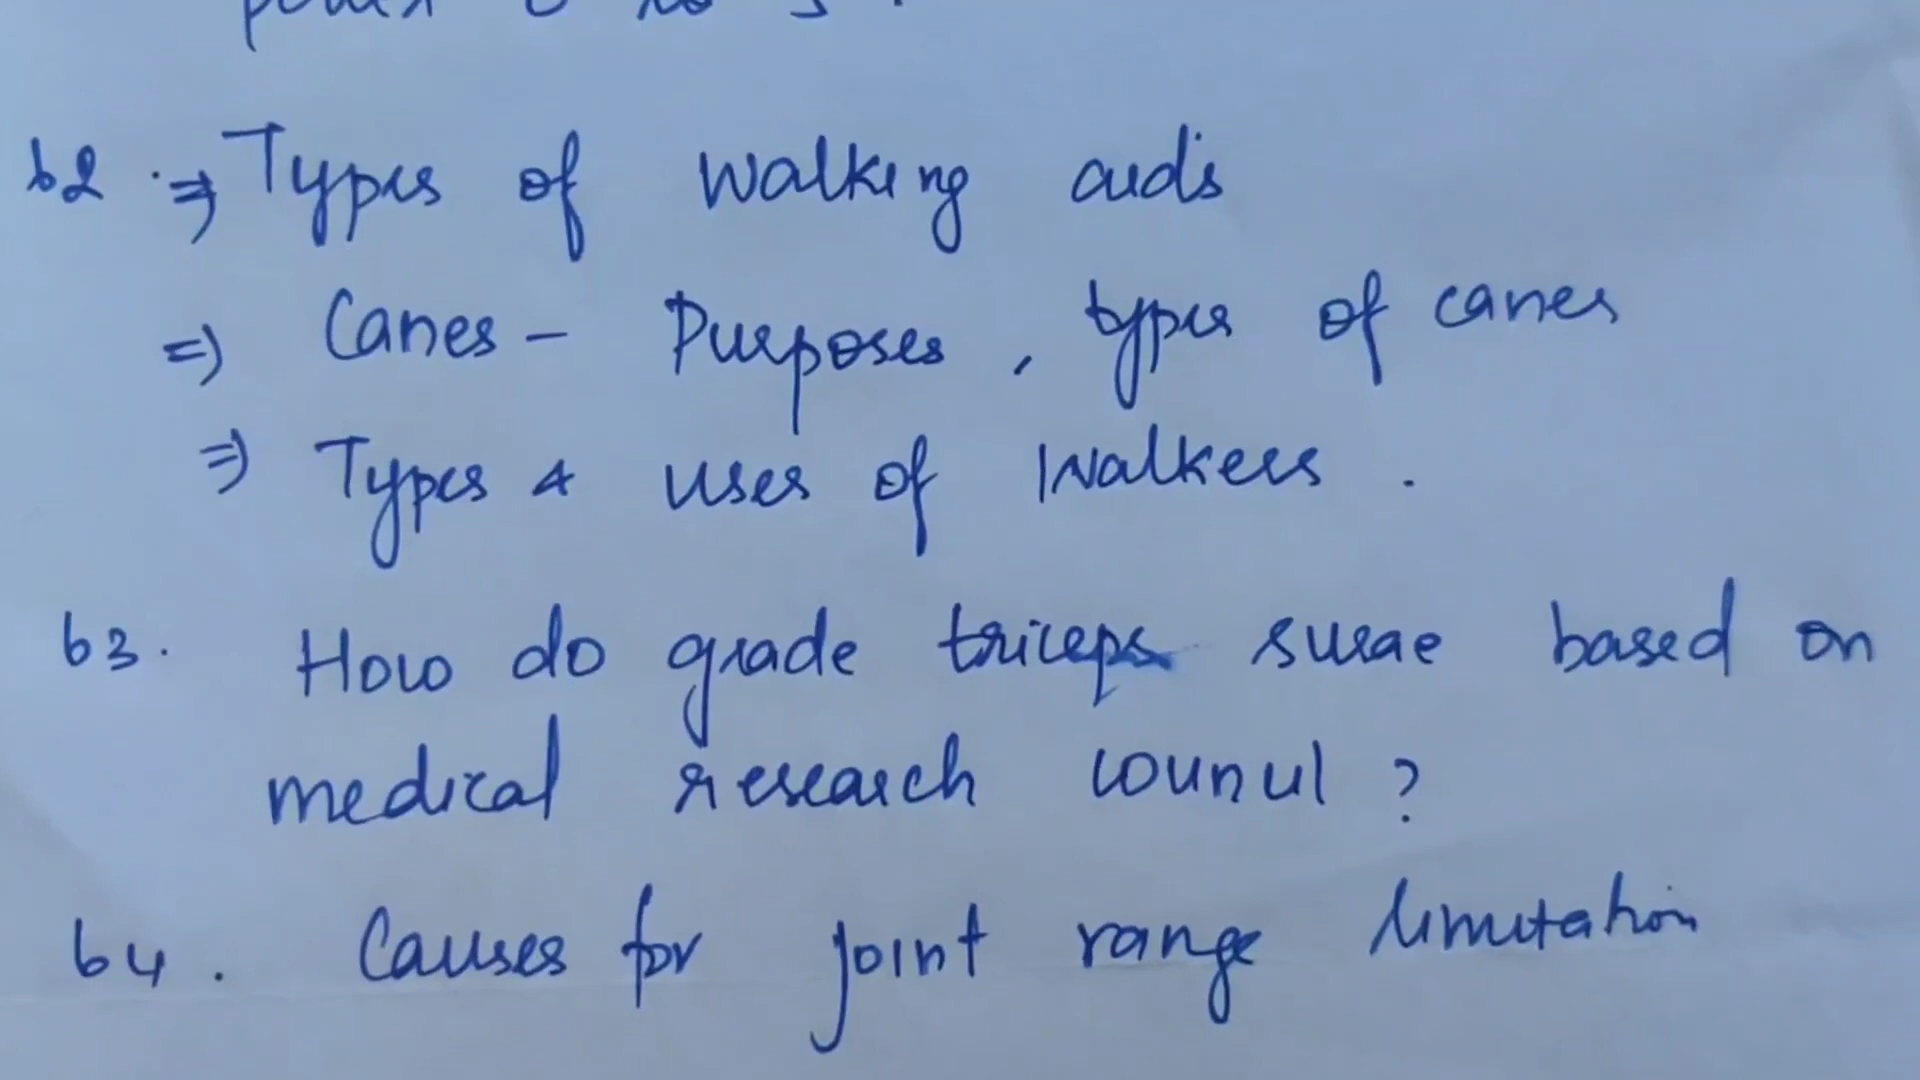 62. => Types of walking aids
=> Canes - Purposes, types of canes
=> Types & uses of Walkers.
63. How do grade triceps surae based on
medical research council?
64. Causes for joint range limitation